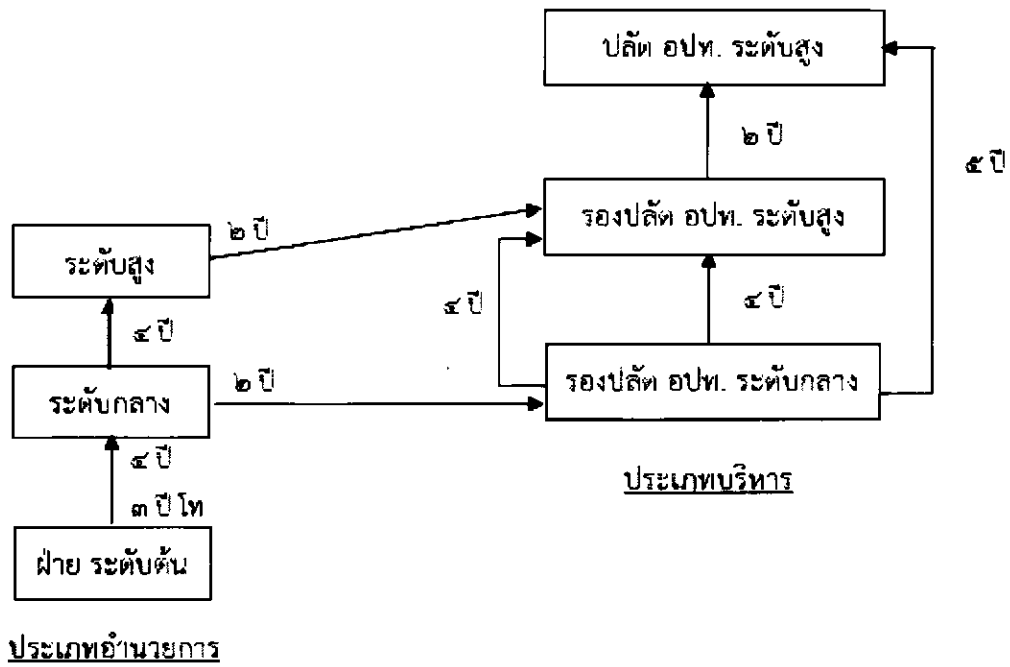 ปลัด อปท. ระดับสูง
๒ ปี
๕ ปี
รองปลัด อปท. ระดับสูง
๒ ปี
ระดับสูง
๔ ปี
๔ ปี
๔ ปี
รองปลัด อปท. ระดับกลาง
๒ ปี
ระดับกลาง
๔ ปี
๓ ปี โท
ประเภทบริหาร
ฝ่าย ระดับต้น
ประเภทอำนวยการ